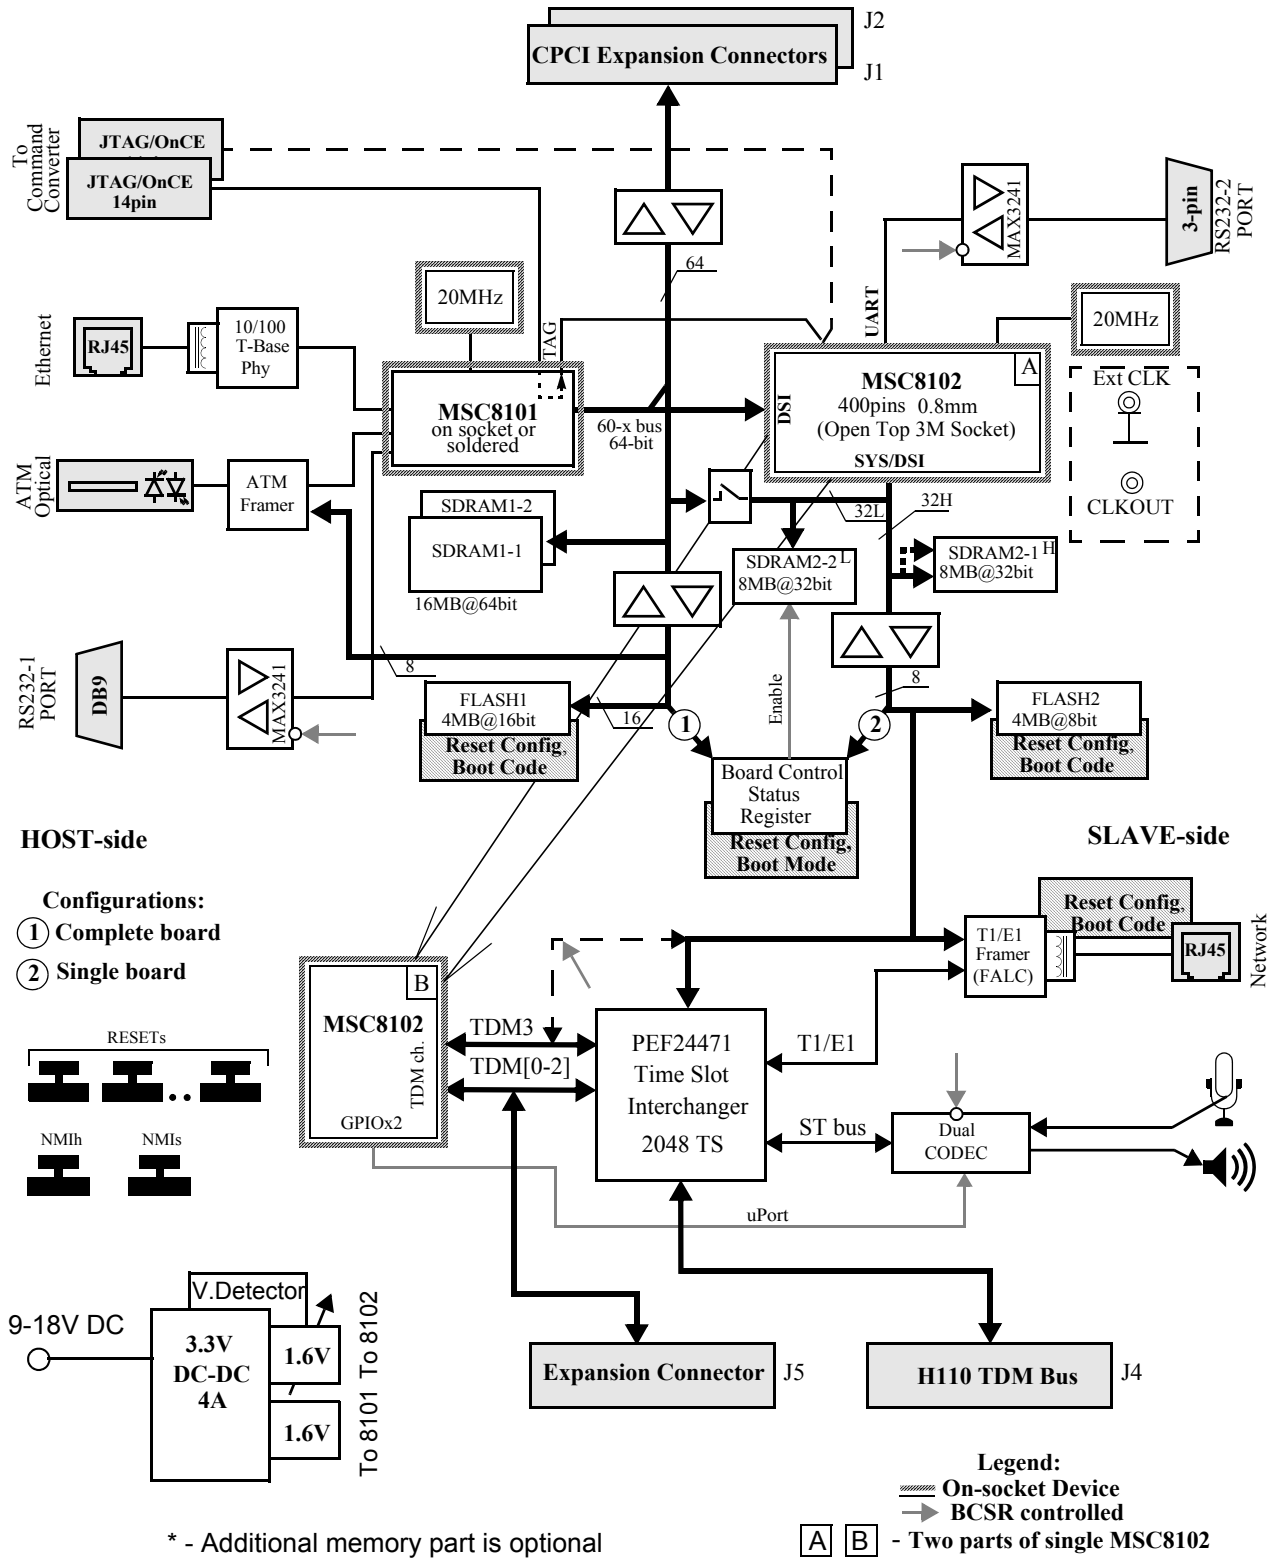 J2
CPCI Expansion Connectors
J1
To
Command
Converter
JTAG/OnCE
JTAG/OnCE
14pin
MAX3241
3-pin
RS232-2
PORT
64
20MHz
TAG
UART
20MHz
Ethernet
RJ45
10/100
T-Base
Phy
MSC8101
on socket or
soldered
60-x bus
64-bit
DSI
MSC8102
A
400pins 0.8mm
(Open Top 3M Socket)
SYS/DSI
Ext CLK
CLKOUT
ATM
Optical
ATM
Framer
SDRAM1-2
SDRAM1-1
16MB@64bit
32L
32H
SDRAM2-2 L
8MB@32bit
SDRAM2-1 H
8MB@32bit
RS232-1
PORT
DB9
MAX3241
8
FLASH1
4MB@16bit
Reset Config,
Boot Code
16
1
Enable
2
8
FLASH2
4MB@8bit
Reset Config,
Boot Code
Board Control
Status
Register
Reset Config,
Boot Mode
HOST-side
SLAVE-side
Configurations:
1 Complete board
2 Single board
Reset Config,
Boot Code
T1/E1
Framer
(FALC)
RJ45
Network
B
MSC8102
TDM ch.
GPIOx2
TDM3
TDM[0-2]
PEF24471
Time Slot
Interchanger
2048 TS
T1/E1
ST bus
Dual
CODEC
uPort
RESETs
NMIh
NMIs
V.Detector
9-18V DC
3.3V
DC-DC
4A
1.6V
1.6V
To 8101 To 8102
Expansion Connector
J5
H110 TDM Bus
J4
Legend:
On-socket Device
BCSR controlled
A B - Two parts of single MSC8102
* - Additional memory part is optional